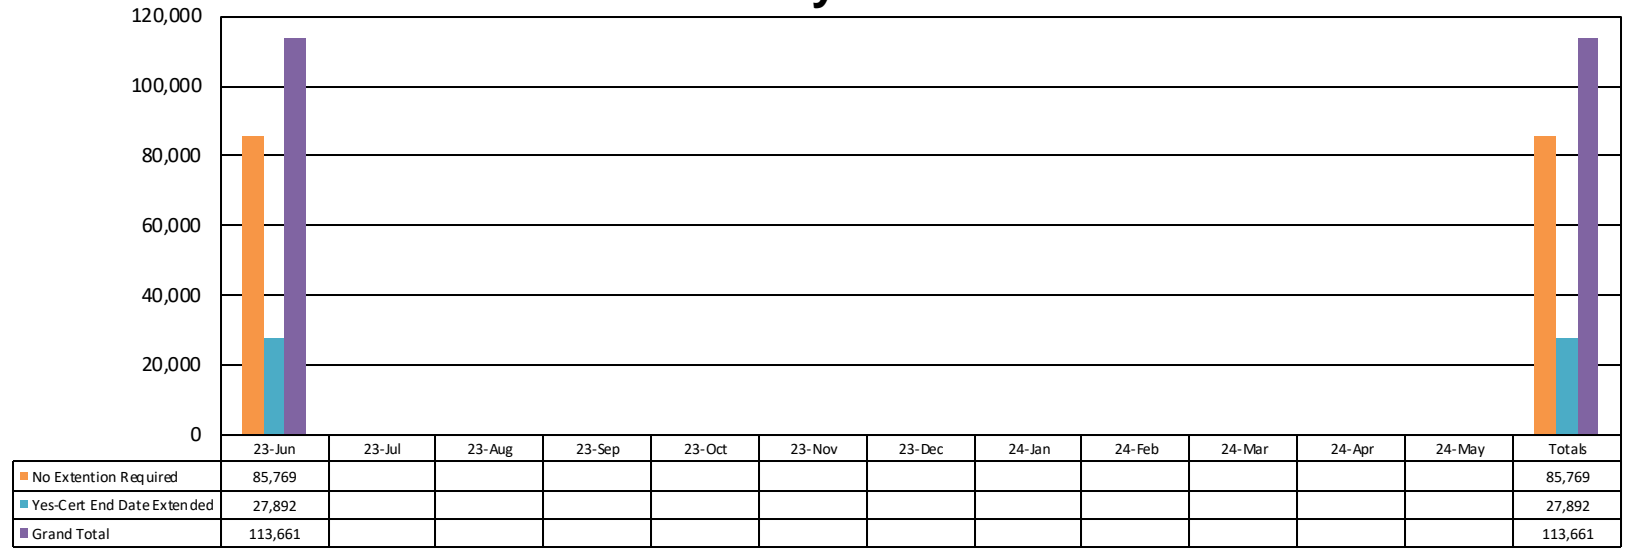 120,000
100,000
80,000
60,000
40,000
20,000
0
23-Jun 23-Jul 23-Aug 23-Sep 23-Oct 23-Nov 23-Dec 24-Jan 24-Feb 24-Mar 24-Apr 24-May Totals
No Extention Required 85,769 85,769
Yes-Cert End Date Extended 27,892 27,892
Grand Total 113,661 113,661